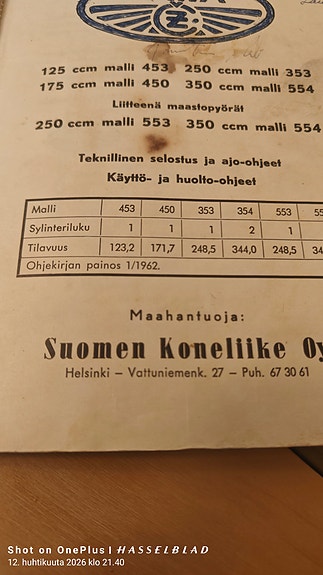 125 ccm malli 453 250 ccm malli 353
175 ccm malli 450 350 ccm malli 554
Liitteenä maastopyörät
250 ccm malli 553 350 ccm malli 554
Teknillinen selostus ja ajo-ohjeet
Käyttö- ja huolto-ohjeet
Malli 453 450 353 354 553
Sylinteriluku 1 1 1 2 1
Tilavuus 123,2 171,7 248,5 344,0 248,5
Ohjekirjan painos 1/1962.
Maahantuoja:
Suomen Koneliike Oy
Helsinki – Vattuniemenk. 27 – Puh. 67 30 61
Shot on OnePlus | HASSELBLAD
12. huhtikuuta 2026 klo 21.40